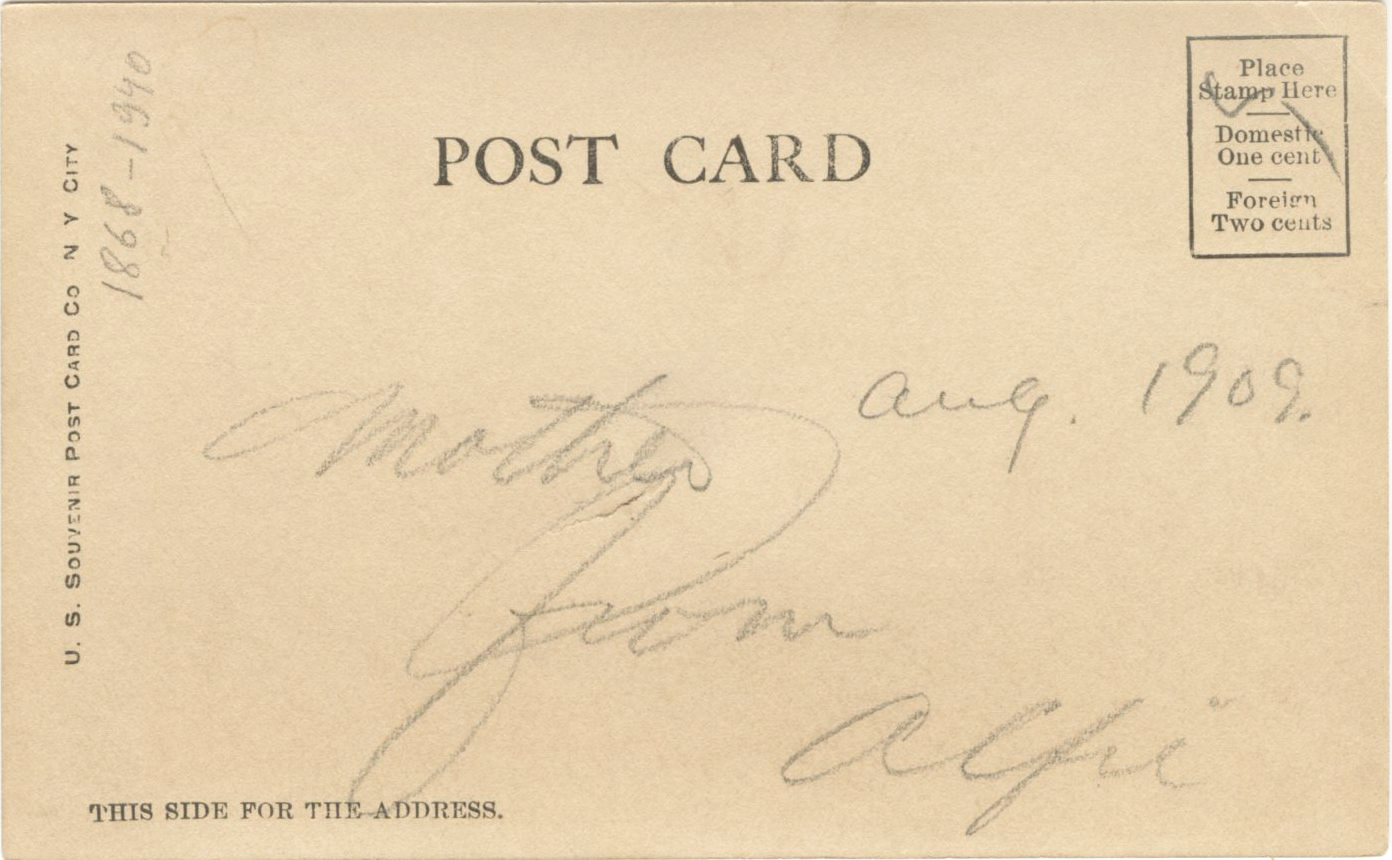 POST CARD
Place
Stamp Here
Domestic
One cent
Foreign
Two cents
U. S. SOUVENIR POST CARD CO N Y CITY
1868-1940
Aug. 1909.
Mother
From
Alfie
THIS SIDE FOR THE ADDRESS.